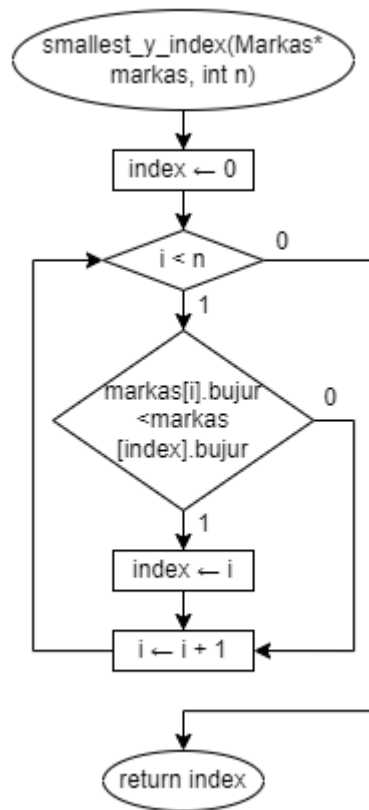 smallest_y_index(Markas*
markas, int n)
index ← 0
i < n
0
1
markas[i].bujur
<markas
[index].bujur
0
1
index ← i
i ← i + 1
return index